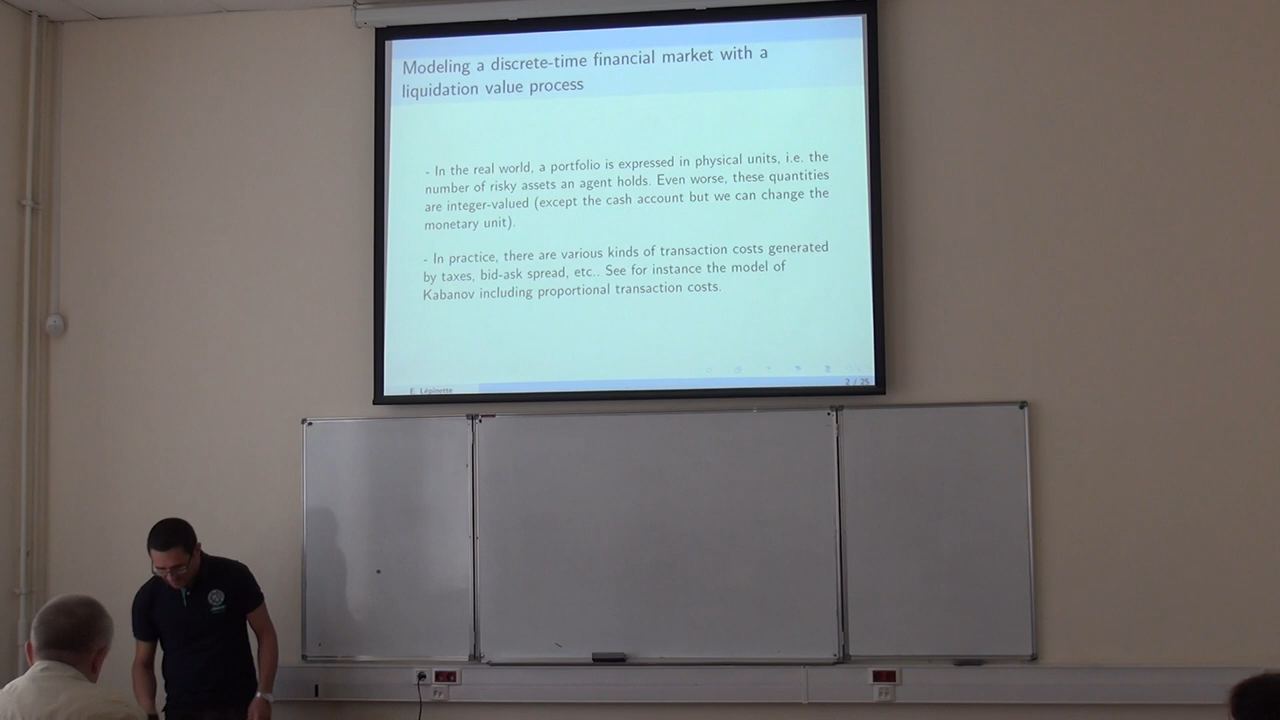 Modeling a discrete-time financial market with a
liquidation value process
- In the real world, a portfolio is expressed in physical units, i.e. the
number of risky assets an agent holds. Even worse, these quantities
are integer-valued (except the cash account but we can change the
monetary unit).
- In practice, there are various kinds of transaction costs generated
by taxes, bid-ask spread, etc.. See for instance the model of
Kabanov including proportional transaction costs.
E. Lépinette
2 / 25